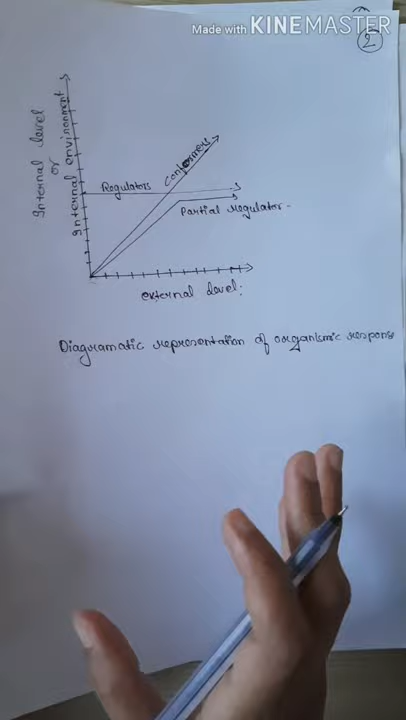 Made with KINEMASTER
2
Internal level
or
Internal environment
Regulators
Conformers
Partial regulator
external level:
Diagramatic representation of organismic response